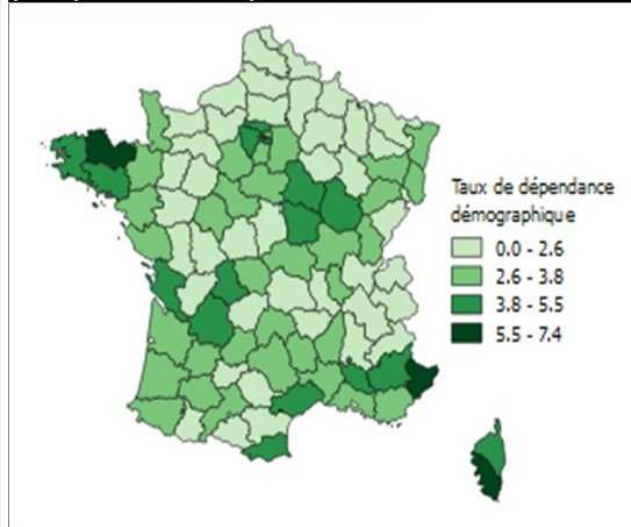 Taux de dépendance
démographique
0.0 - 2.6
2.6 - 3.8
3.8 - 5.5
5.5 - 7.4